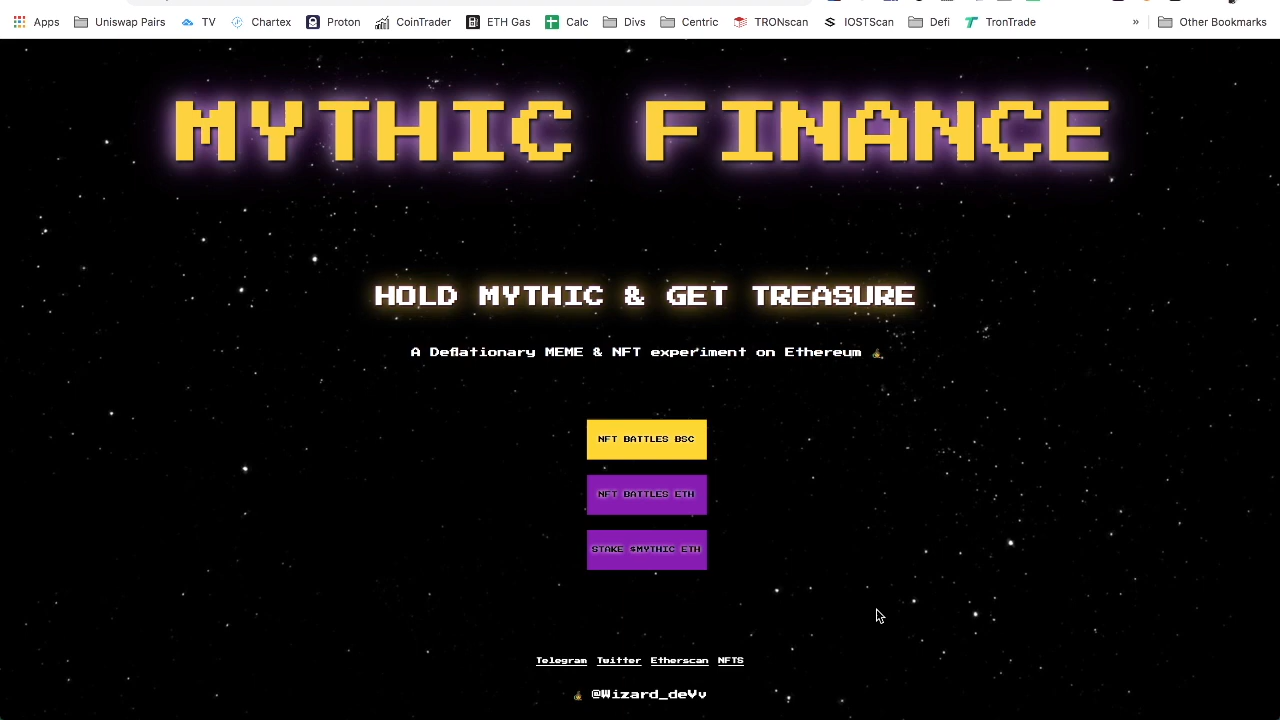 Apps Uniswap Pairs TV Chartex Proton CoinTrader ETH Gas Calc Divs Centric TRONscan IOSTScan Defi TronTrade » Other Bookmarks
MYTHIC FINANCE
HOLD MYTHIC & GET TREASURE
A Deflationary MEME & NFT experiment on Ethereum 💰
NFT BATTLES BSC
NFT BATTLES ETH
STAKE $MYTHIC ETH
Telegram Twitter Etherscan NFTS
💰 @Wizard_deVv